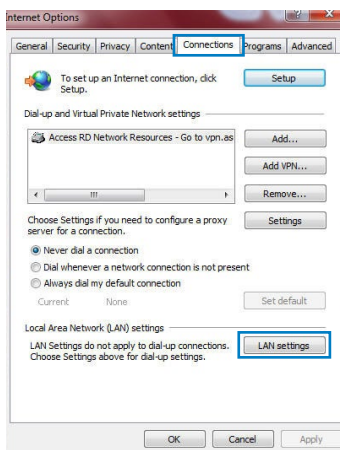 Internet Options
General Security Privacy Content Connections Programs Advanced
To set up an Internet connection, click
Setup.
Setup
Dial-up and Virtual Private Network settings
Access RD Network Resources - Go to vpn.as
Add...
Add VPN...
Remove...
Choose Settings if you need to configure a proxy
server for a connection.
Settings
Never dial a connection
Dial whenever a network connection is not present
Always dial my default connection
Current None
Set default
Local Area Network (LAN) settings
LAN Settings do not apply to dial-up connections.
Choose Settings above for dial-up settings.
LAN settings
OK Cancel Apply